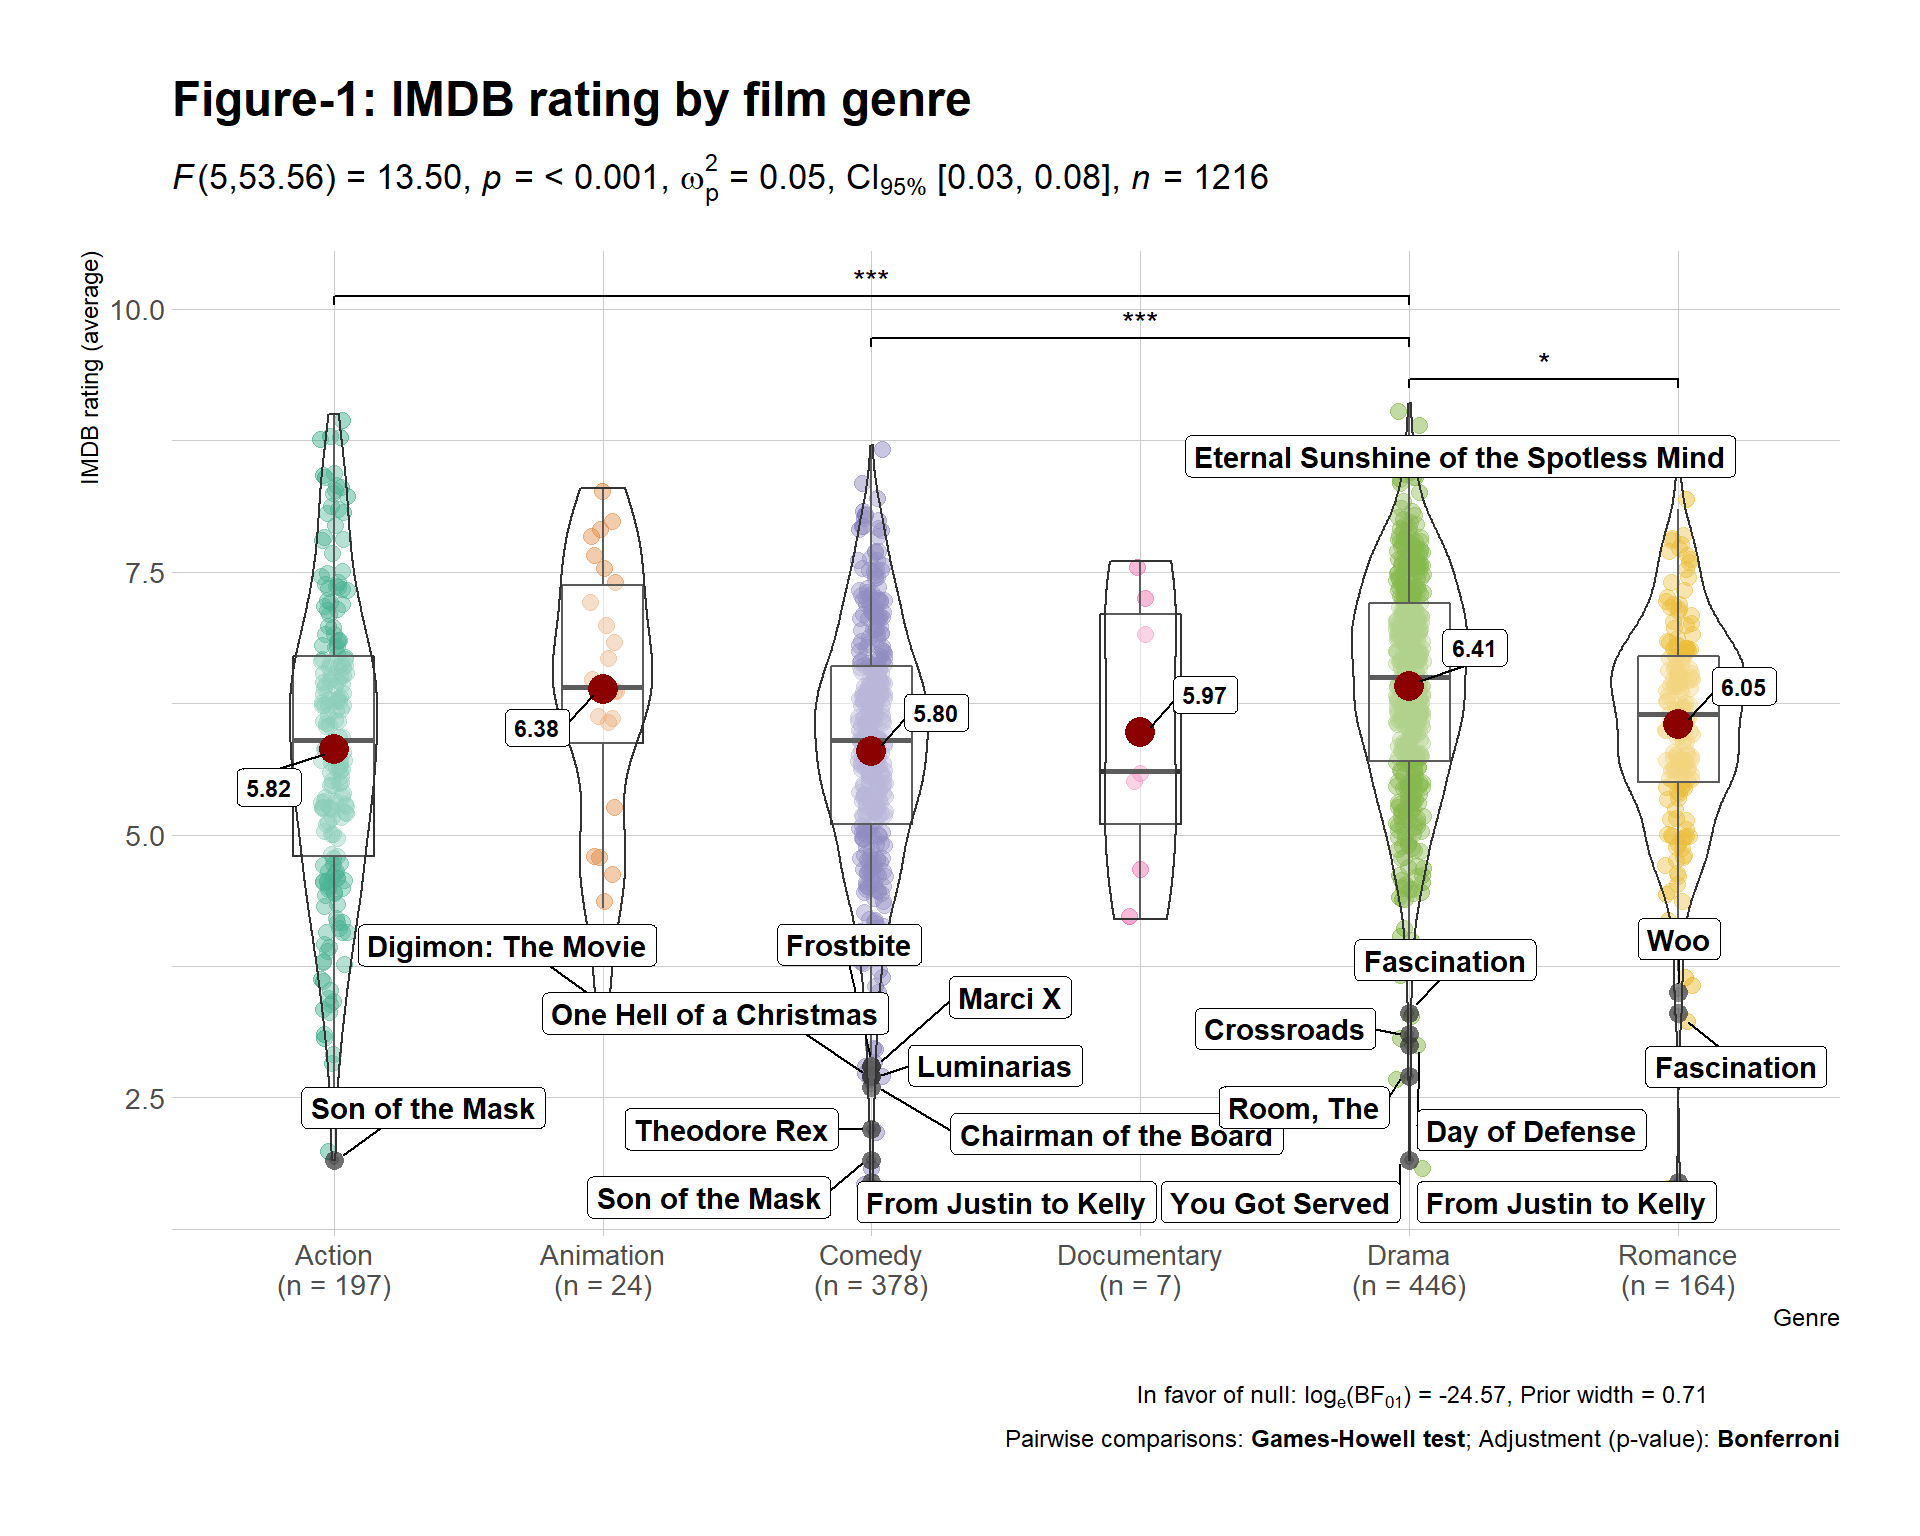 Figure-1: IMDB rating by film genre
F(5,53.56) = 13.50, p = < 0.001, ω²ₚ = 0.05, CI₉₅% [0.03, 0.08], n = 1216
IMDB rating (average)
***
10.0
***
*
Eternal Sunshine of the Spotless Mind
7.5
6.41
6.05
5.97
5.80
6.38
5.82
5.0
Woo
Digimon: The Movie
Frostbite
Fascination
Marci X
One Hell of a Christmas
Crossroads
Luminarias
Fascination
2.5
Son of the Mask
Room, The
Theodore Rex
Chairman of the Board
Day of Defense
Son of the Mask
From Justin to Kelly
You Got Served
From Justin to Kelly
Action
(n = 197)
Animation
(n = 24)
Comedy
(n = 378)
Documentary
(n = 7)
Drama
(n = 446)
Romance
(n = 164)
Genre
In favor of null: logₑ(BF₀₁) = -24.57, Prior width = 0.71
Pairwise comparisons: Games-Howell test; Adjustment (p-value): Bonferroni